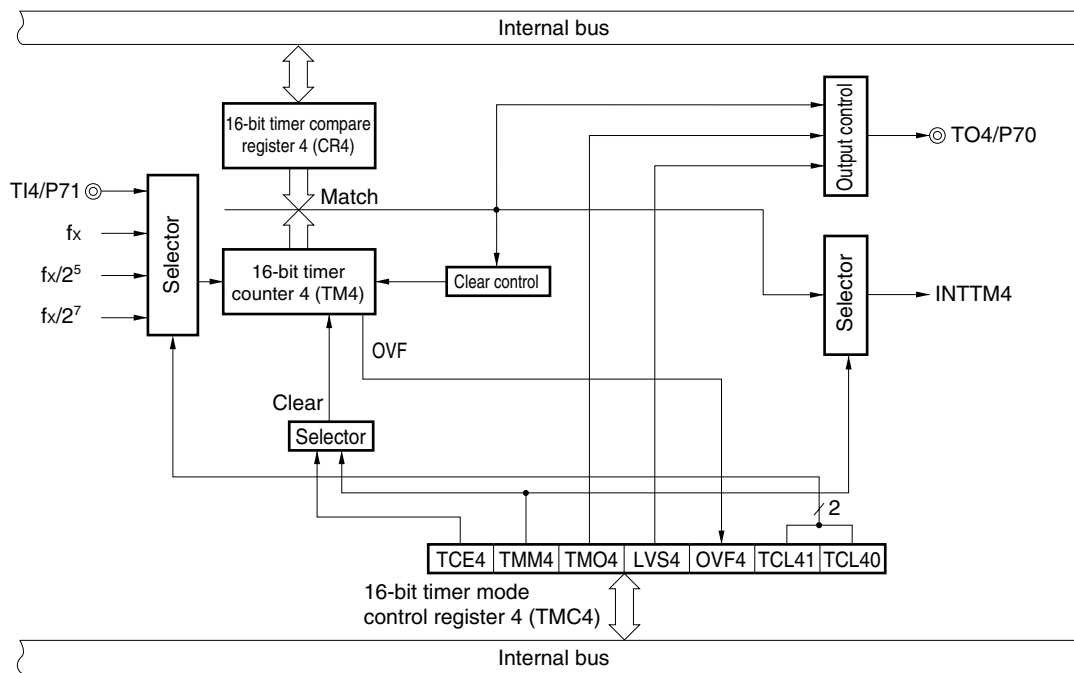 Internal bus
16-bit timer compare
register 4 (CR4)
Output control
TO4/P70
TI4/P71
Match
fx
Selector
16-bit timer
counter 4 (TM4)
Clear control
Selector
INTTM4
fx/2⁵
fx/2⁷
OVF
Clear
Selector
2
TCE4 TMM4 TMO4 LVS4 OVF4 TCL41 TCL40
16-bit timer mode
control register 4 (TMC4)
Internal bus